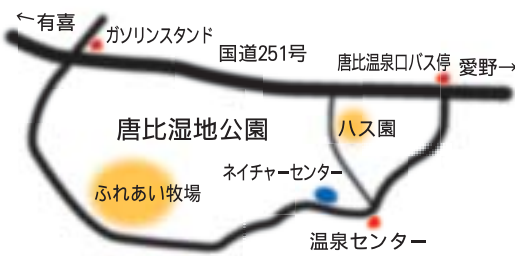 ←有喜
ガソリンスタンド
国道251号
唐比温泉口バス停
愛野→
唐比湿地公園
ハス園
ネイチャーセンター
ふれあい牧場
温泉センター